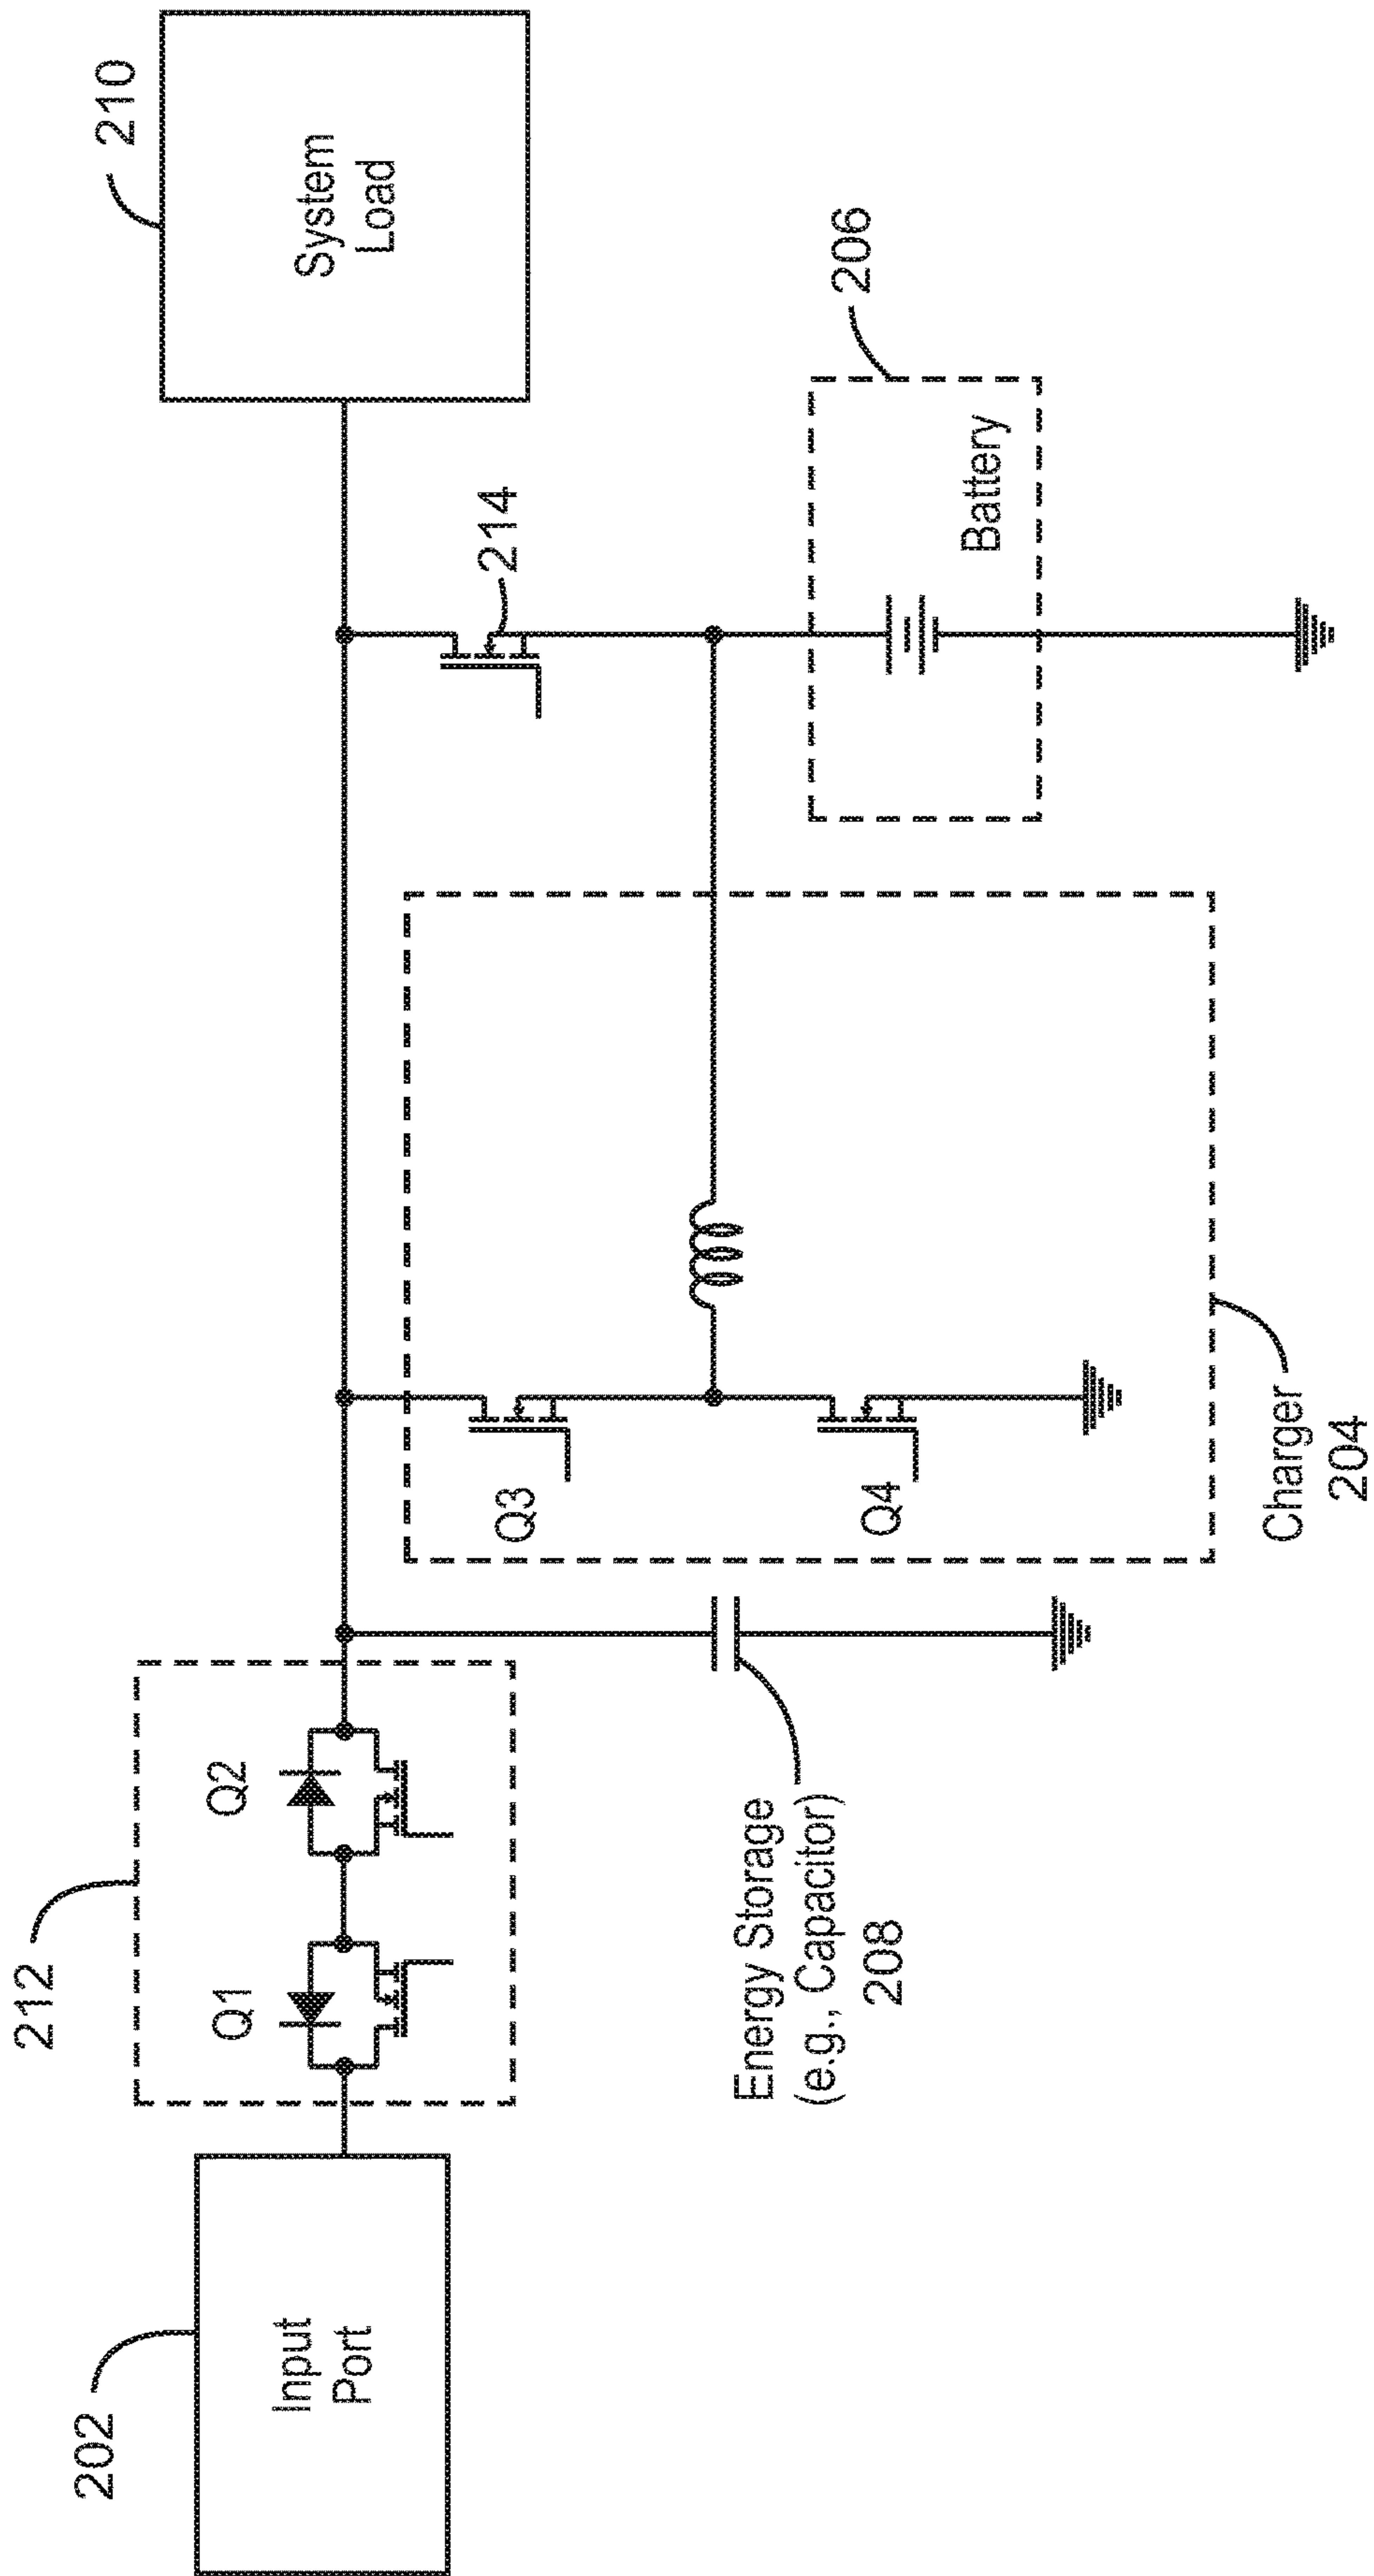 202
Input
Port
212
Q1
Q2
Energy Storage
(e.g., Capacitor)
208
Q3
Q4
Charger
204
214
Battery
206
210
System
Load